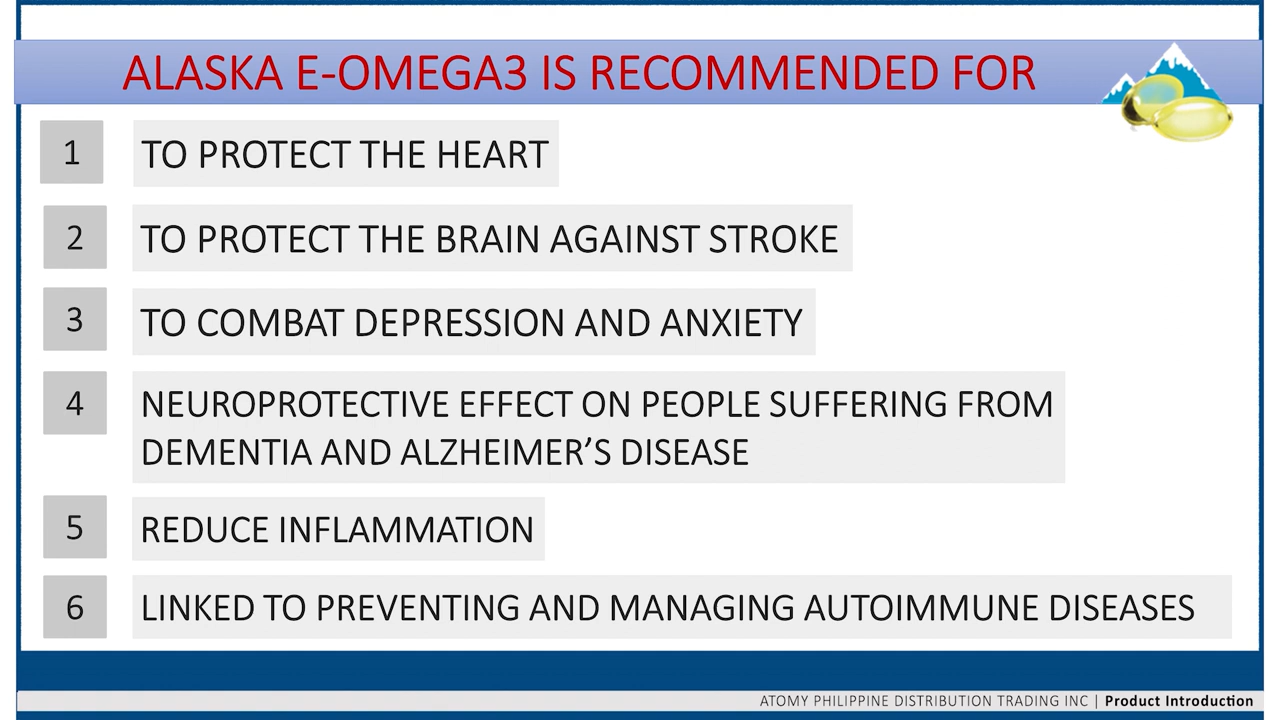 ALASKA E-OMEGA3 IS RECOMMENDED FOR
1 TO PROTECT THE HEART
2 TO PROTECT THE BRAIN AGAINST STROKE
3 TO COMBAT DEPRESSION AND ANXIETY
4 NEUROPROTECTIVE EFFECT ON PEOPLE SUFFERING FROM
DEMENTIA AND ALZHEIMER’S DISEASE
5 REDUCE INFLAMMATION
6 LINKED TO PREVENTING AND MANAGING AUTOIMMUNE DISEASES
ATOMY PHILIPPINE DISTRIBUTION TRADING INC | Product Introduction